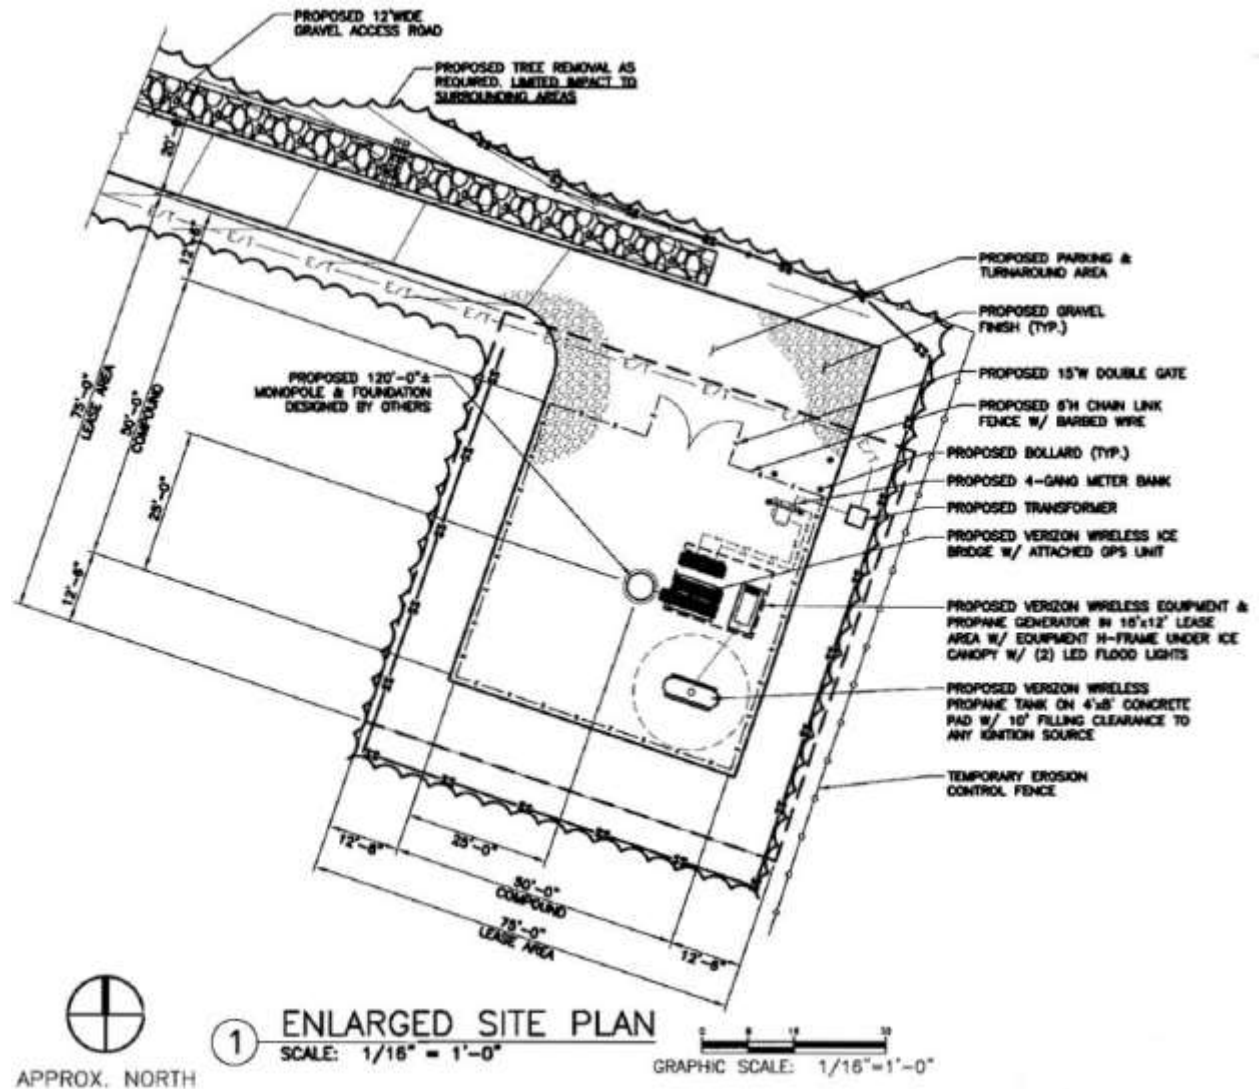 PROPOSED 12'WIDE
GRAVEL ACCESS ROAD
PROPOSED TREE REMOVAL AS
REQUIRED, LIMITED IMPACT TO
SURROUNDING AREAS
20'-
E/T
E/T
E/T
E/T
E/T
12'-6"
PROPOSED PARKING &
TURNAROUND AREA
PROPOSED GRAVEL
FINISH (TYP.)
E/T
E/T
E/T
PROPOSED 120'-0"±
MONOPOLE & FOUNDATION
DESIGNED BY OTHERS
PROPOSED 15'W DOUBLE GATE
PROPOSED 6'H CHAIN LINK
FENCE W/ BARBED WIRE
75'-0"
LEASE AREA
50'-0"
COMPOUND
PROPOSED BOLLARD (TYP.)
PROPOSED 4-GANG METER BANK
25'-0"
PROPOSED TRANSFORMER
PROPOSED VERIZON WIRELESS ICE
BRIDGE W/ ATTACHED GPS UNIT
12'-6"
PROPOSED VERIZON WIRELESS EQUIPMENT &
PROPANE GENERATOR IN 16'x12' LEASE
AREA W/ EQUIPMENT H-FRAME UNDER ICE
CANOPY W/ (2) LED FLOOD LIGHTS
PROPOSED VERIZON WIRELESS
PROPANE TANK ON 4'x8' CONCRETE
PAD W/ 10' FILLING CLEARANCE TO
ANY IGNITION SOURCE
TEMPORARY EROSION
CONTROL FENCE
12'-6"
25'-0"
50'-0"
COMPOUND
75'-0"
LEASE AREA
12'-6"
APPROX. NORTH
1
ENLARGED SITE PLAN
SCALE: 1/16" = 1'-0"
0 8 16 32
GRAPHIC SCALE: 1/16"=1'-0"